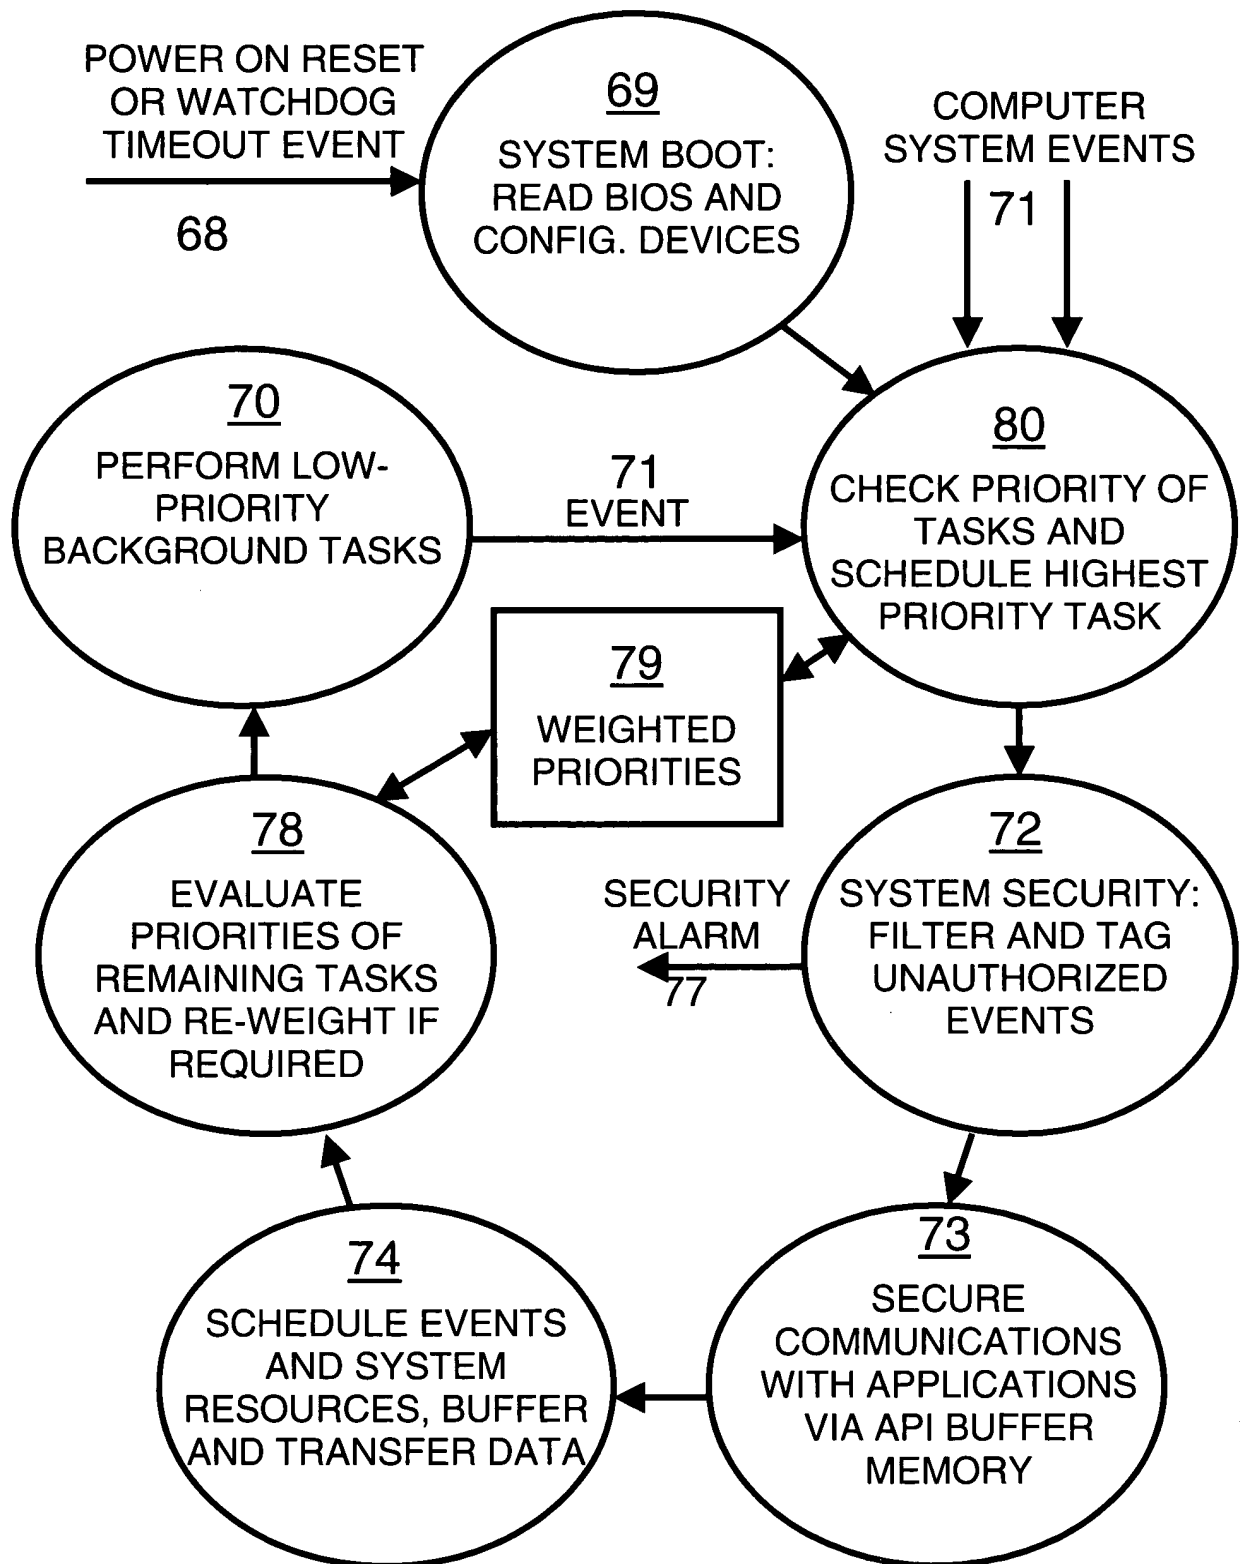 POWER ON RESET
OR WATCHDOG
TIMEOUT EVENT
68
69
SYSTEM BOOT:
READ BIOS AND
CONFIG. DEVICES
COMPUTER
SYSTEM EVENTS
71
70
PERFORM LOW-
PRIORITY
BACKGROUND TASKS
71
EVENT
80
CHECK PRIORITY OF
TASKS AND
SCHEDULE HIGHEST
PRIORITY TASK
79
WEIGHTED
PRIORITIES
78
EVALUATE
PRIORITIES OF
REMAINING TASKS
AND RE-WEIGHT IF
REQUIRED
SECURITY
ALARM
77
72
SYSTEM SECURITY:
FILTER AND TAG
UNAUTHORIZED
EVENTS
74
SCHEDULE EVENTS
AND SYSTEM
RESOURCES, BUFFER
AND TRANSFER DATA
73
SECURE
COMMUNICATIONS
WITH APPLICATIONS
VIA API BUFFER
MEMORY